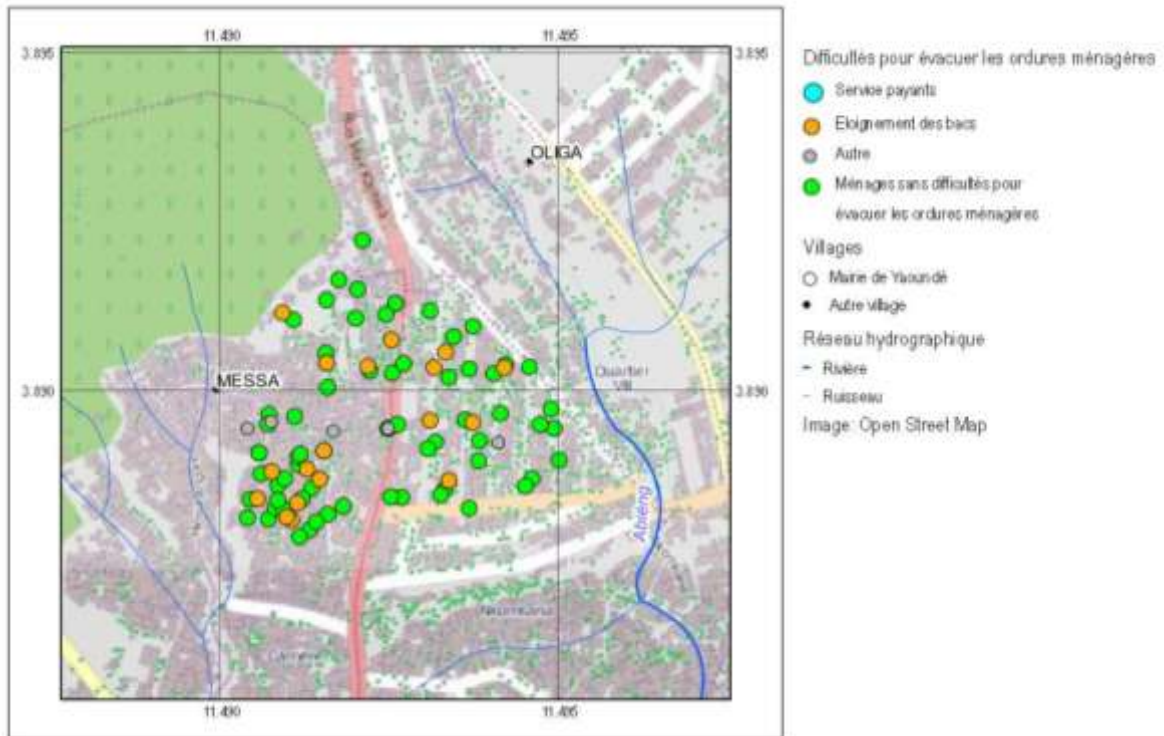 11.490 11.495
3.895 3.895
OLIGA
3.890 3.890
MESSA
Quartier
Abiéng
11.490 11.495
Difficultés pour évacuer les ordures ménagères
Service payants
Eloignement des bacs
Autre
Ménages sans difficultés pour
évacuer les ordures ménagères
Villages
Mairie de Yaoundé
Autre village
Réseau hydrographique
Rivière
Ruisseau
Image: Open Street Map